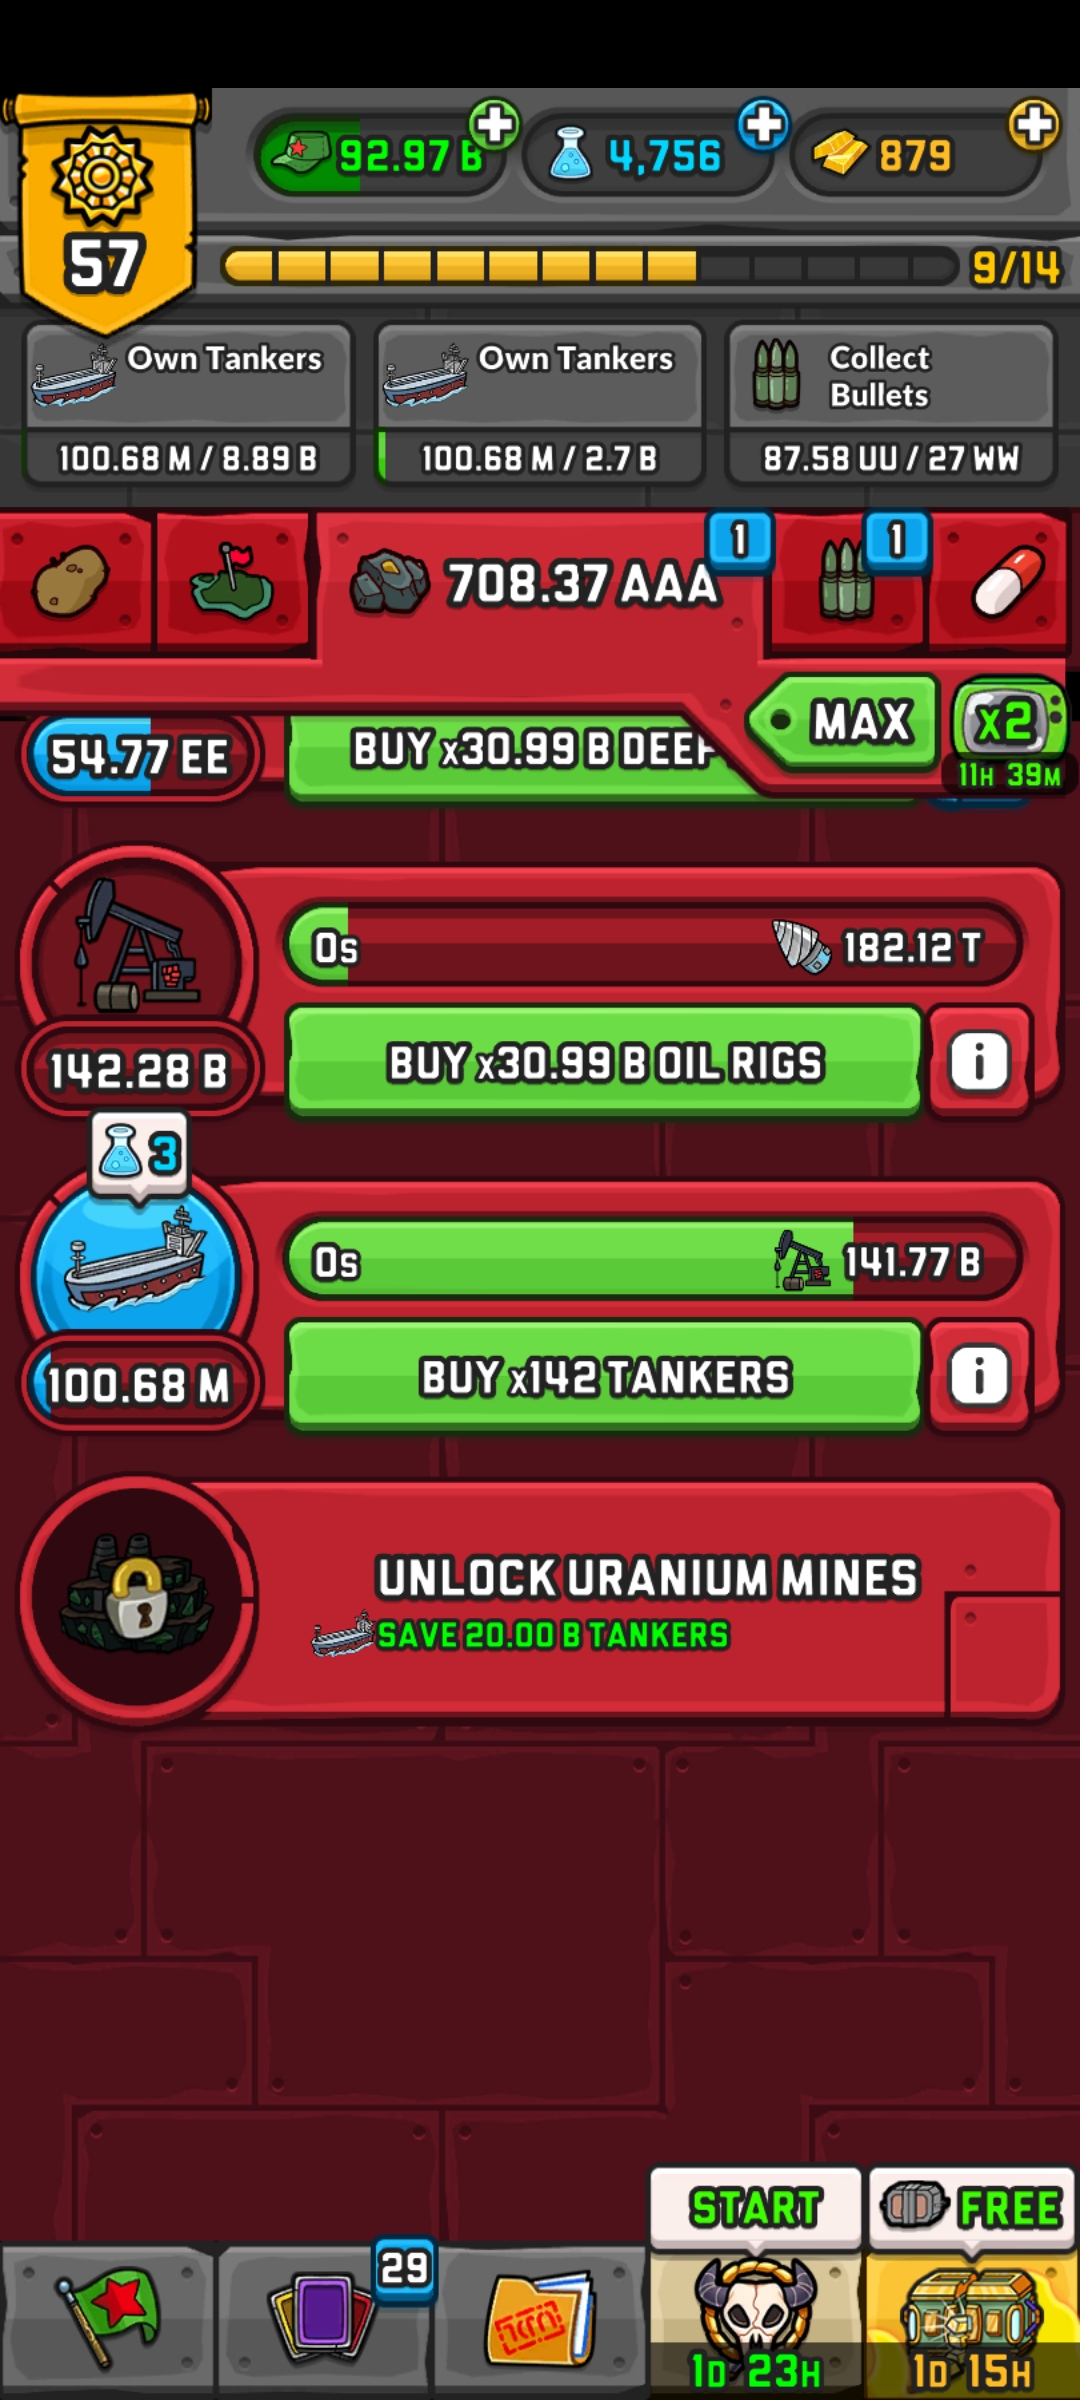 92.97 B
4,756
879
57
9/14
Own Tankers
100.68 M / 8.89 B
Own Tankers
100.68 M / 2.7 B
Collect
Bullets
87.58 UU / 27 WW
708.37 AAA
1
1
MAX
x2
11H 39M
54.77 EE
BUY x30.99 B DEEP
0s
182.12 T
142.28 B
BUY x30.99 B OIL RIGS
i
3
0s
141.77 B
100.68 M
BUY x142 TANKERS
i
UNLOCK URANIUM MINES
SAVE 20.00 B TANKERS
START
FREE
29
1D 23H
1D 15H